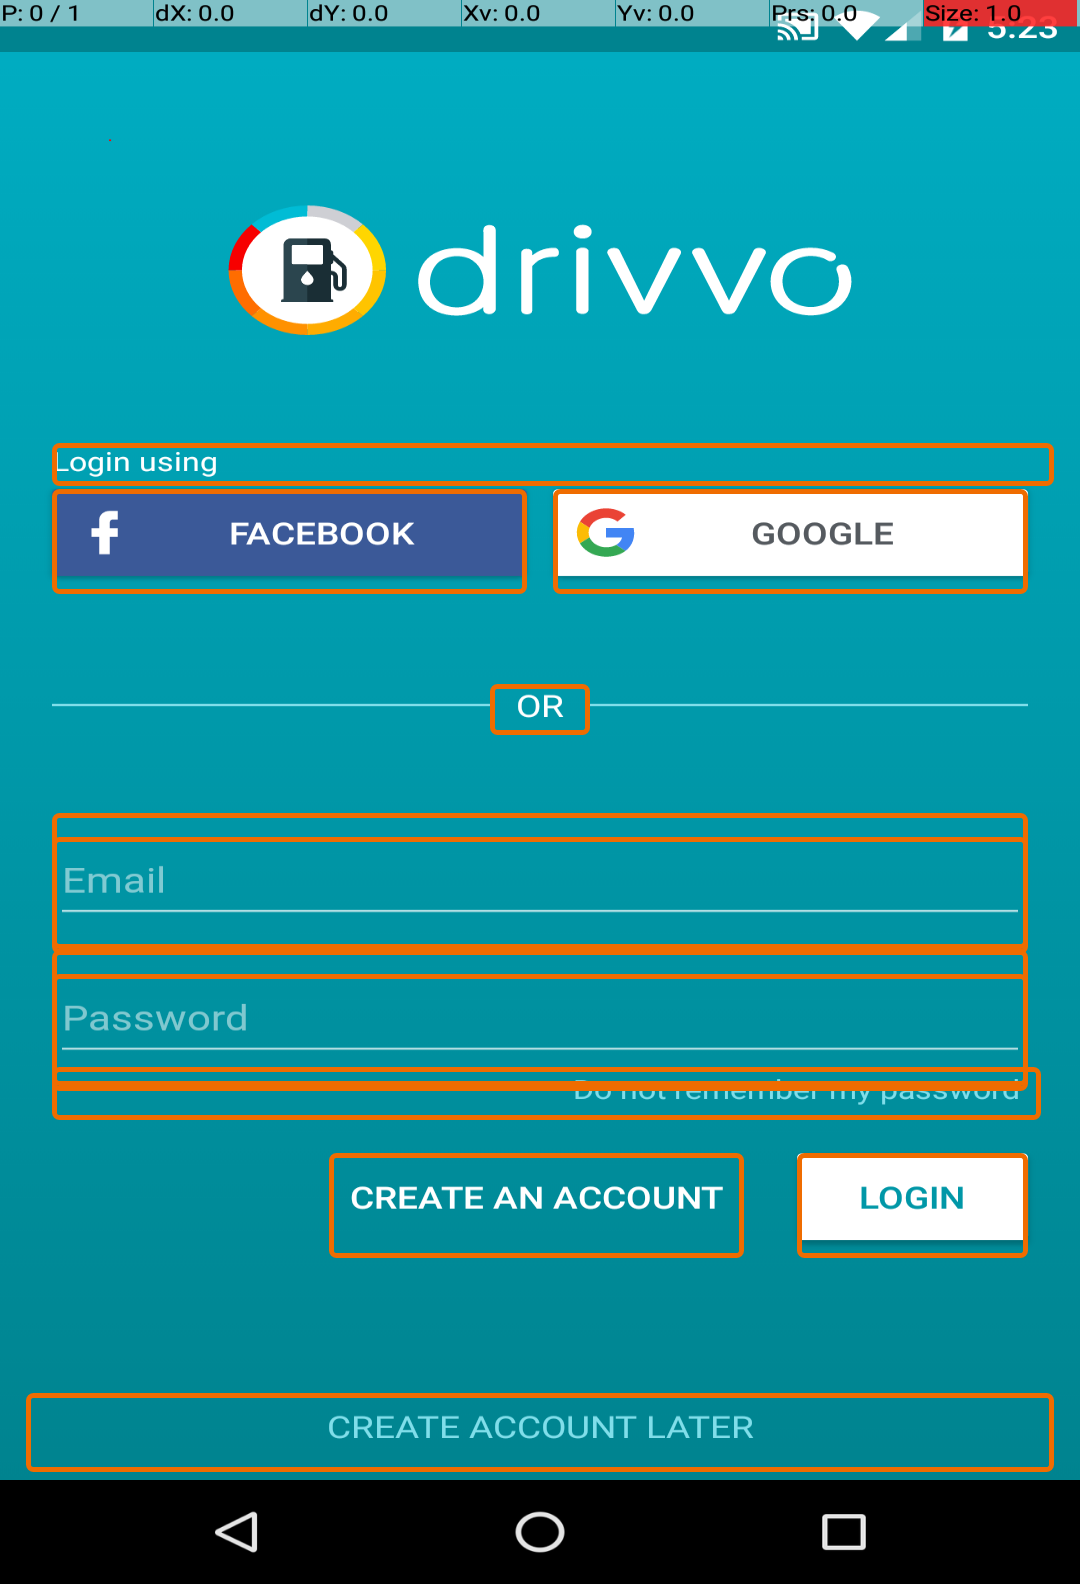 P: 0 / 1 dX: 0.0 dY: 0.0 Xv: 0.0 Yv: 0.0 Prs: 0.0 Size: 1.0
5:23
drivvo
Login using
FACEBOOK GOOGLE
OR
Email
Password
Do not remember my password
CREATE AN ACCOUNT LOGIN
CREATE ACCOUNT LATER